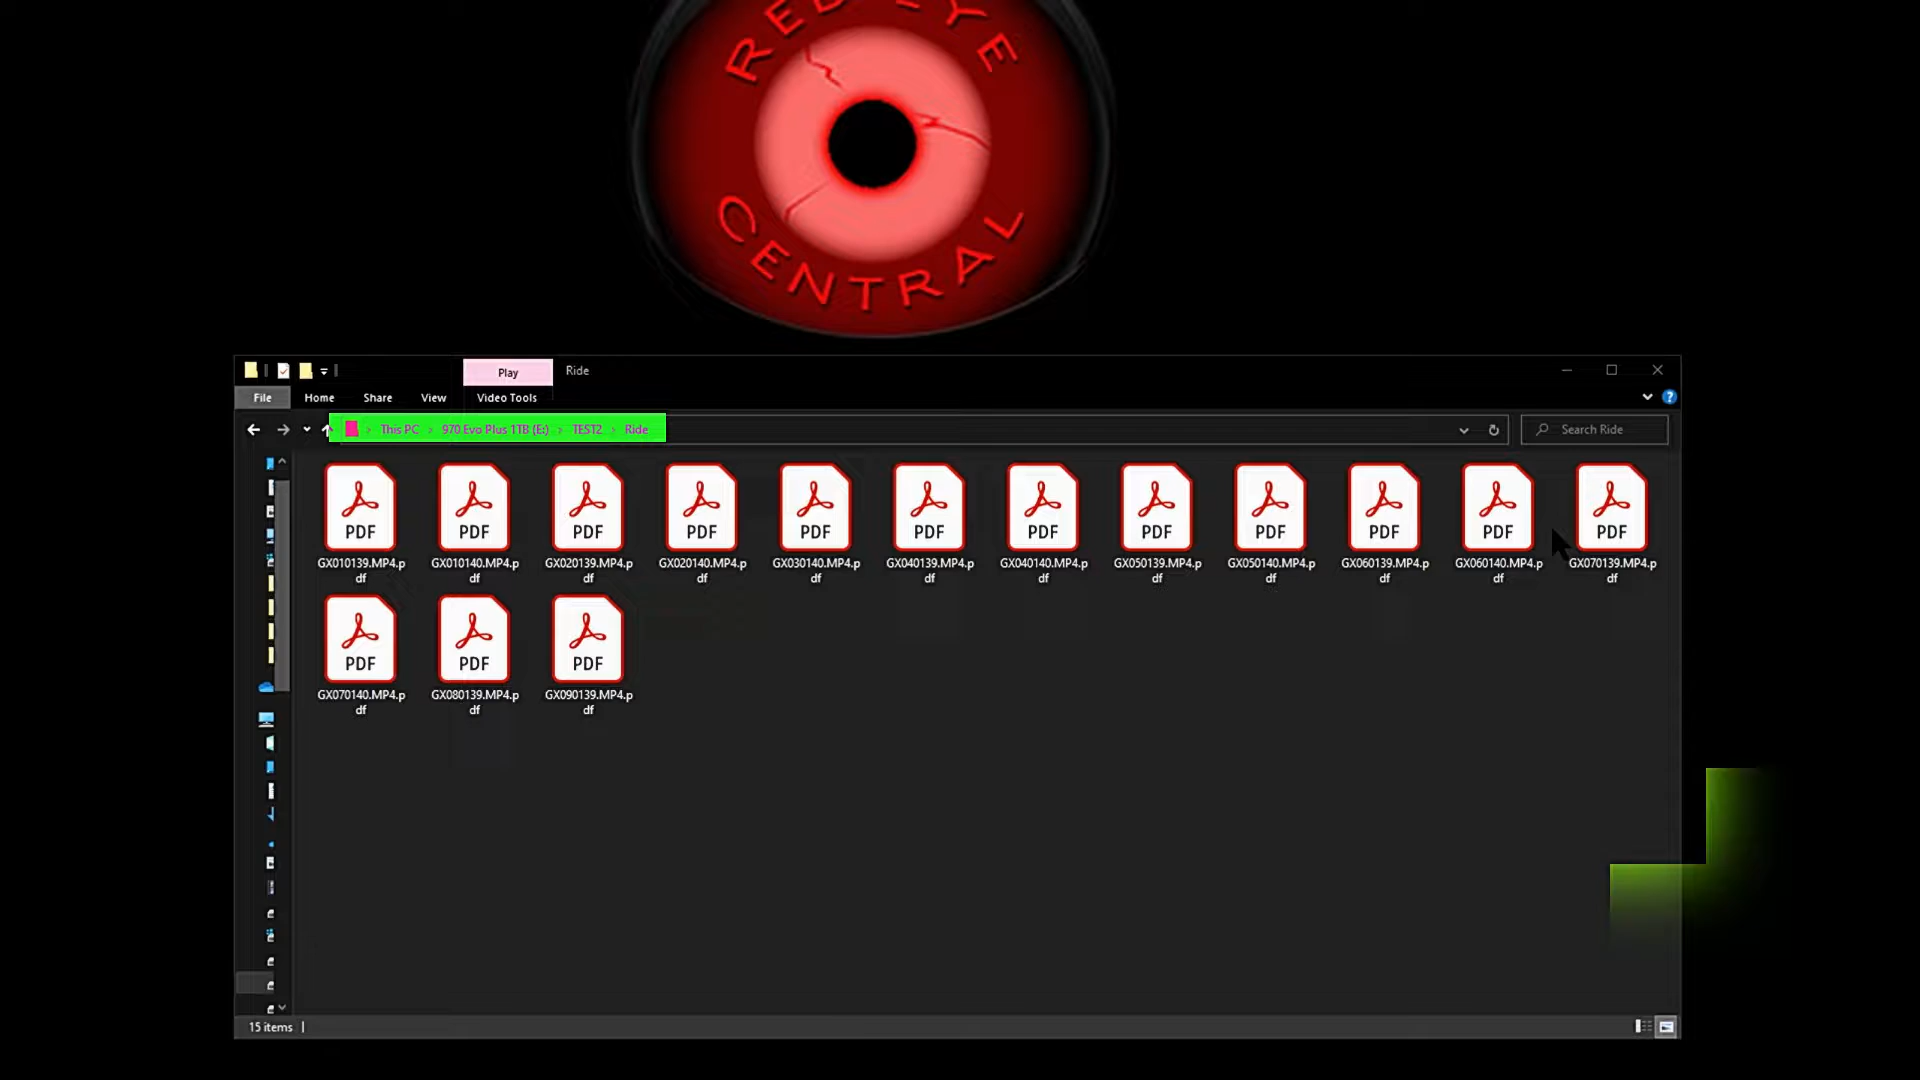 RED EYE
CENTRAL
Play
Ride
File
Home
Share
View
Video Tools
This PC > 970 Evo Plus 1TB (E:) > TEST2 > Ride
Search Ride
PDF
PDF
PDF
PDF
PDF
PDF
PDF
PDF
PDF
PDF
PDF
PDF
GX010139.MP4.p
df
GX010140.MP4.p
df
GX020139.MP4.p
df
GX020140.MP4.p
df
GX030140.MP4.p
df
GX040139.MP4.p
df
GX040140.MP4.p
df
GX050139.MP4.p
df
GX050140.MP4.p
df
GX060139.MP4.p
df
GX060140.MP4.p
df
GX070139.MP4.p
df
PDF
PDF
PDF
GX070140.MP4.p
df
GX080139.MP4.p
df
GX090139.MP4.p
df
15 items